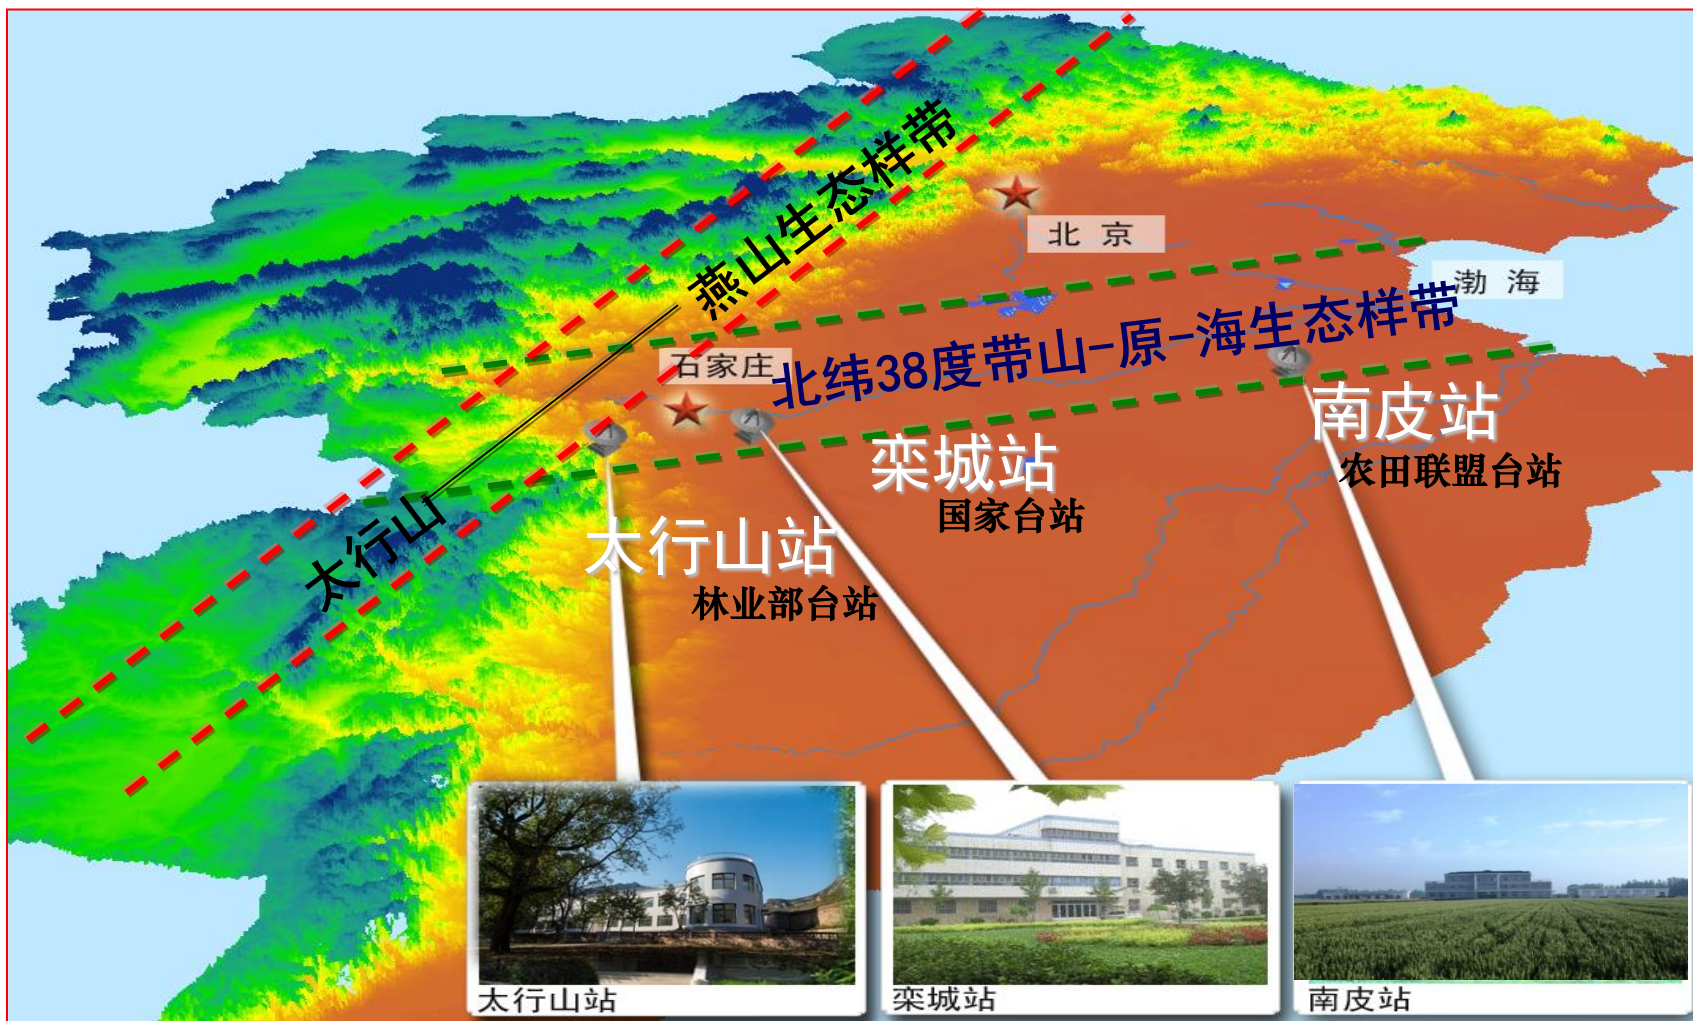 太行山——燕山生态样带
北京
渤海
石家庄
北纬38度带山-原-海生态样带
南皮站
农田联盟台站
栾城站
国家台站
太行山站
林业部台站
太行山站
栾城站
南皮站